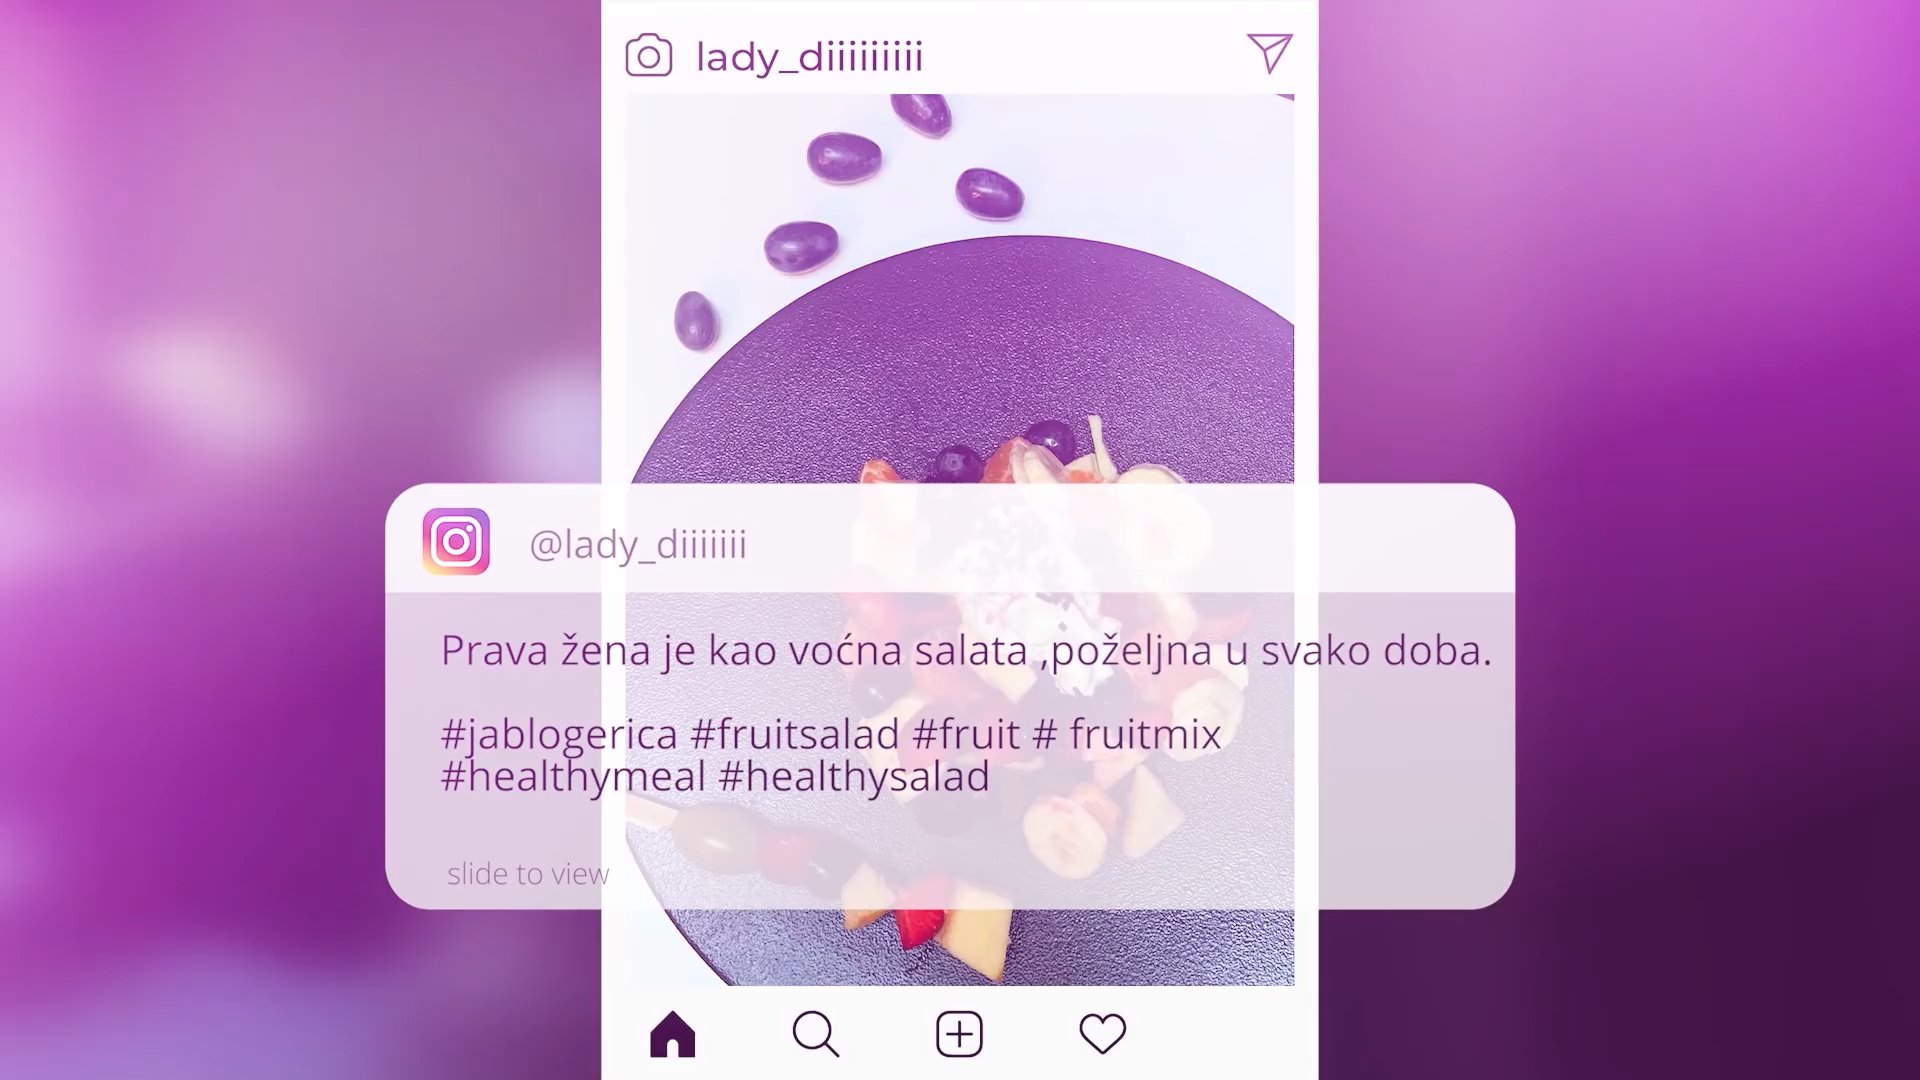 lady_diiiiiiiii
@lady_diiiiiii
Prava žena je kao voćna salata ,poželjna u svako doba.
#jablogerica #fruitsalad #fruit # fruitmix
#healthymeal #healthysalad
slide to view